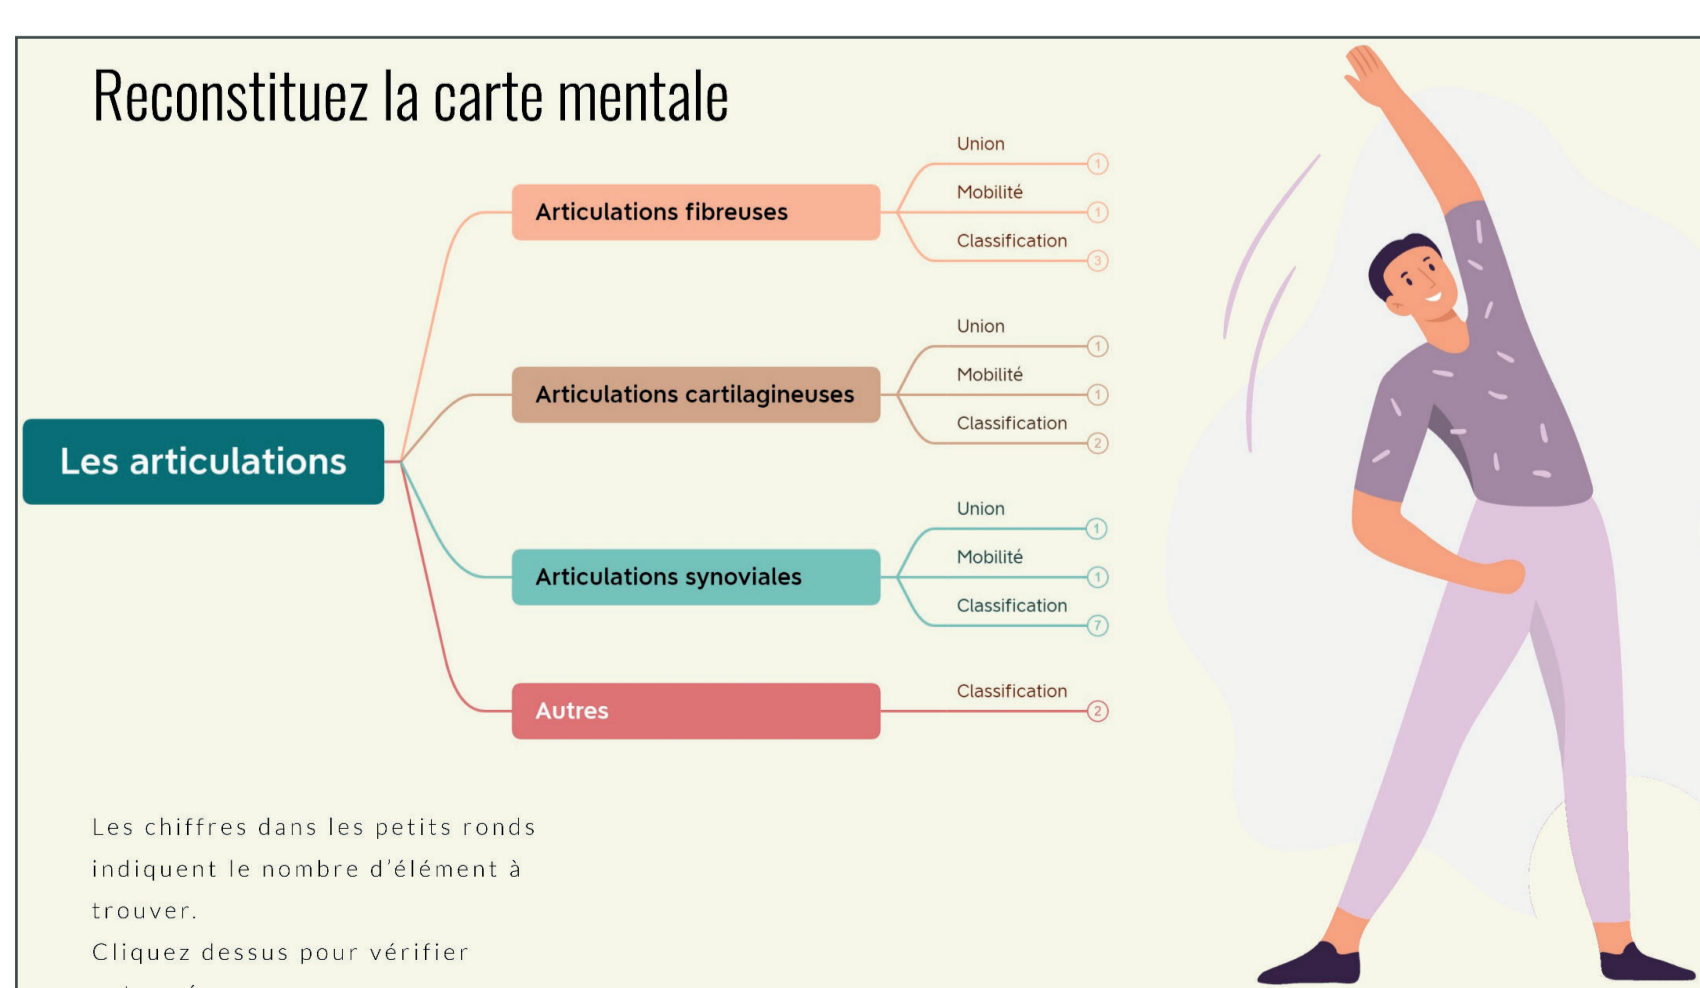 Reconstituez la carte mentale
Union
1
Mobilité
1
Articulations fibreuses
Classification
3
Union
1
Mobilité
1
Articulations cartilagineuses
Classification
2
Les articulations
Union
1
Mobilité
1
Articulations synoviales
Classification
7
Classification
2
Autres
Les chiffres dans les petits ronds
indiquent le nombre d'élément à
trouver.
Cliquez dessus pour vérifier